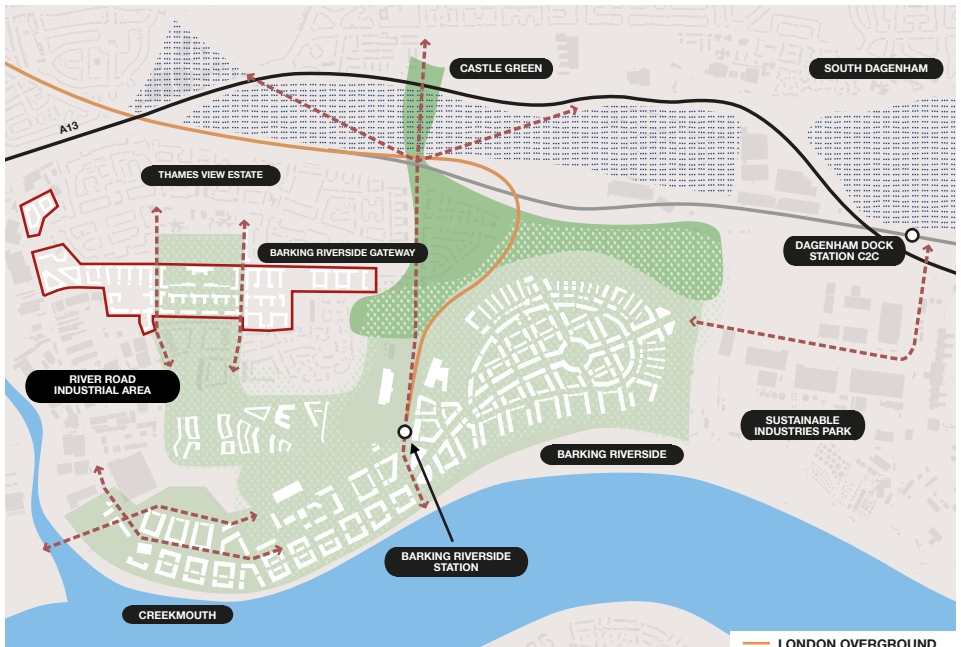 CASTLE GREEN
SOUTH DAGENHAM
A13
THAMES VIEW ESTATE
BARKING RIVERSIDE GATEWAY
DAGENHAM DOCK
STATION C2C
RIVER ROAD
INDUSTRIAL AREA
SUSTAINABLE
INDUSTRIES PARK
BARKING RIVERSIDE
BARKING RIVERSIDE
STATION
CREEKMOUTH
LONDON OVERGROUND